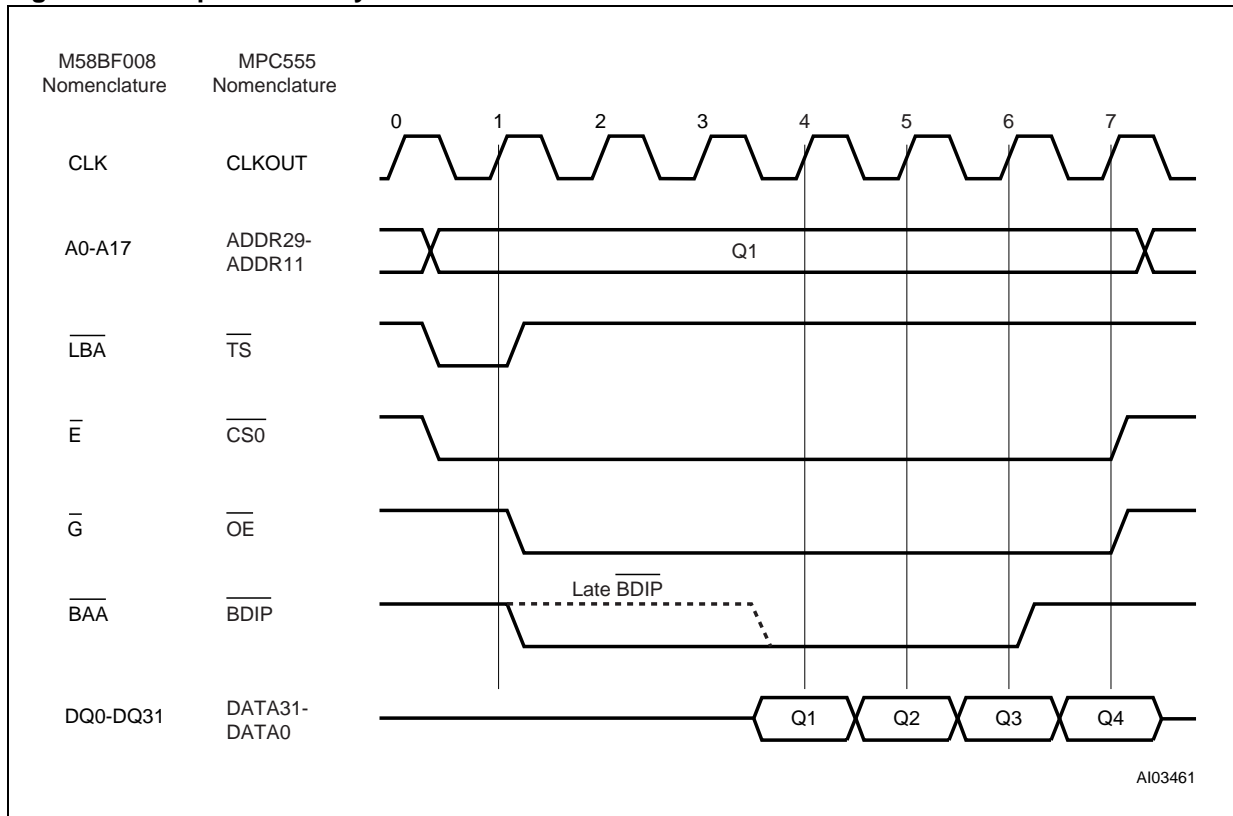 M58BF008 Nomenclature
MPC555 Nomenclature
0 1 2 3 4 5 6 7
CLK CLKOUT
A0-A17 ADDR29-ADDR11 Q1
LBA TS
E CS0
G OE
Late BDIP
BAA BDIP
DQ0-DQ31 DATA31-DATA0 Q1 Q2 Q3 Q4
AI03461